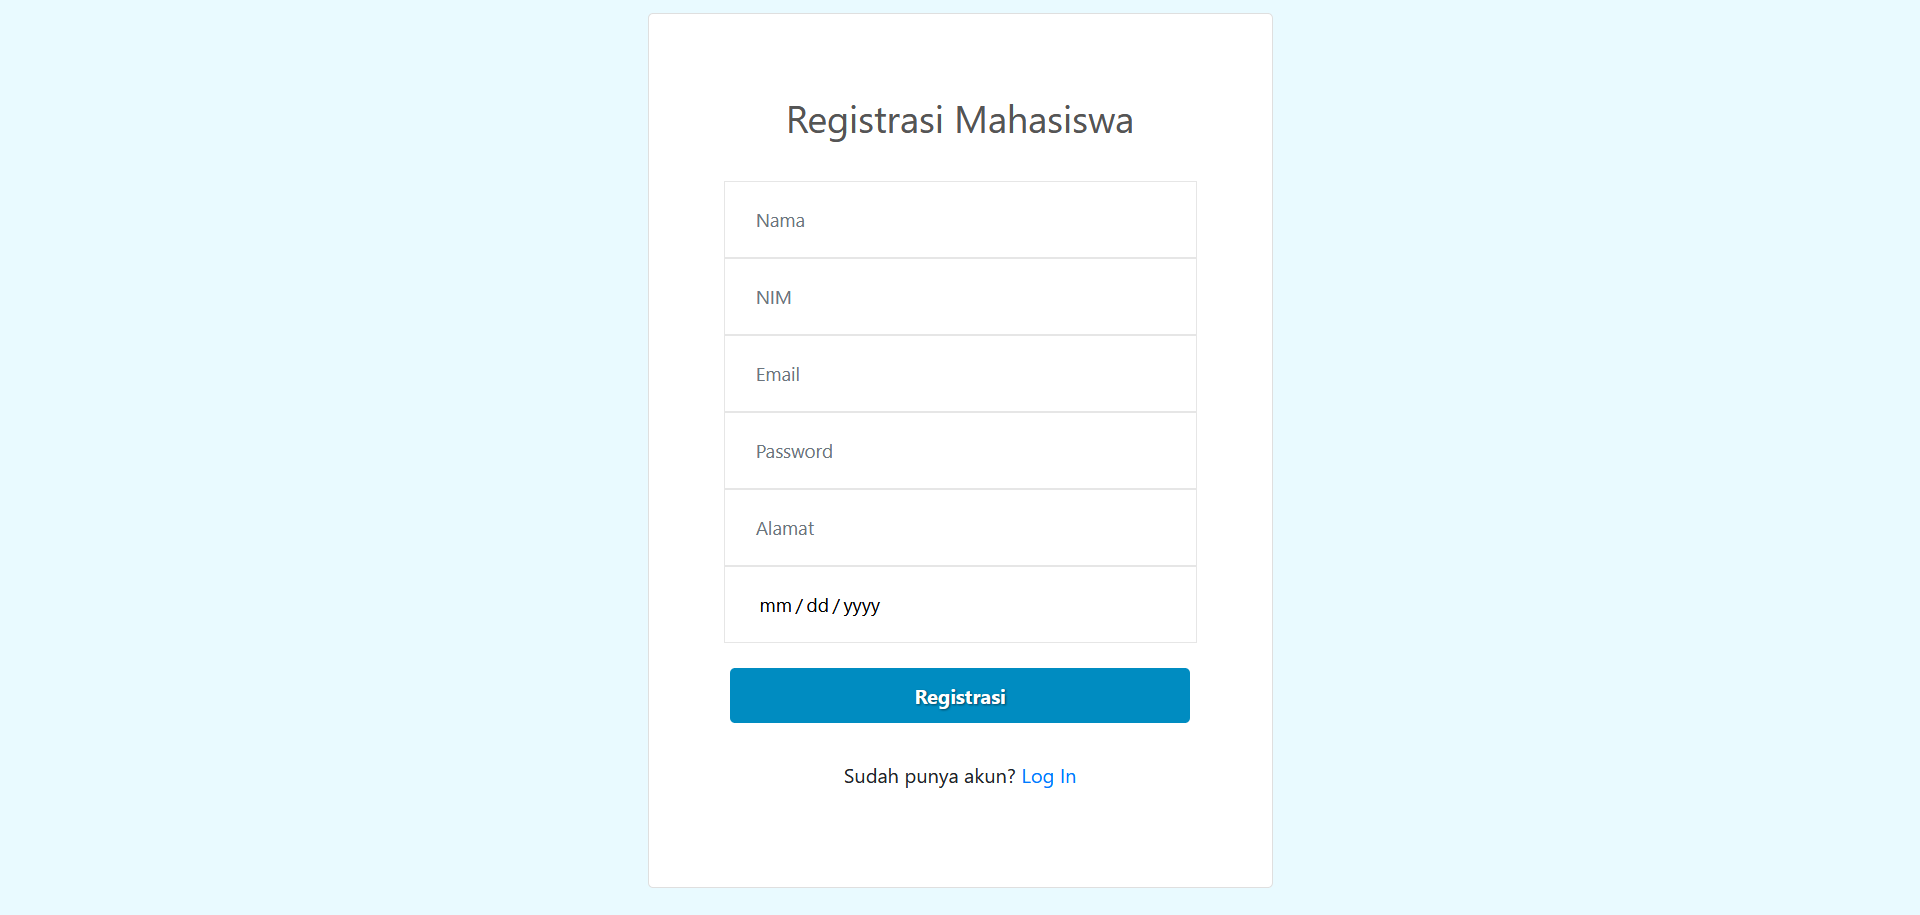 Registrasi Mahasiswa
Nama
NIM
Email
Password
Alamat
mm/dd/yyyy
Registrasi
Sudah punya akun? Log In